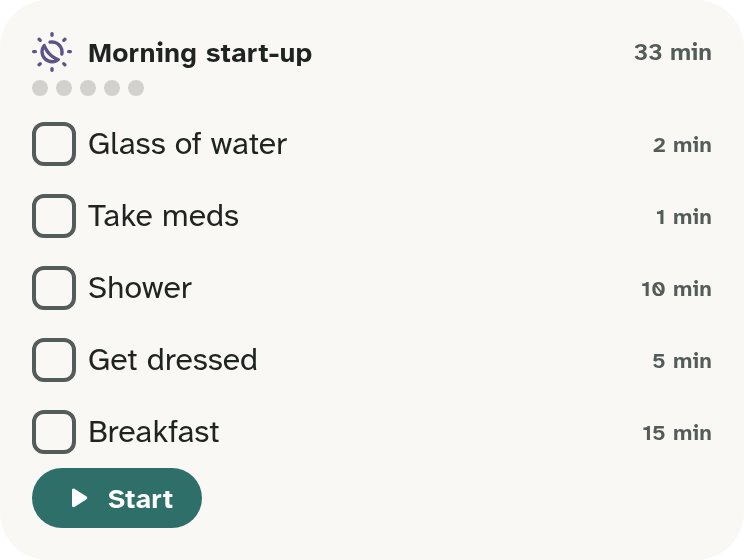 Morning start-up 33 min
Glass of water 2 min
Take meds 1 min
Shower 10 min
Get dressed 5 min
Breakfast 15 min
Start